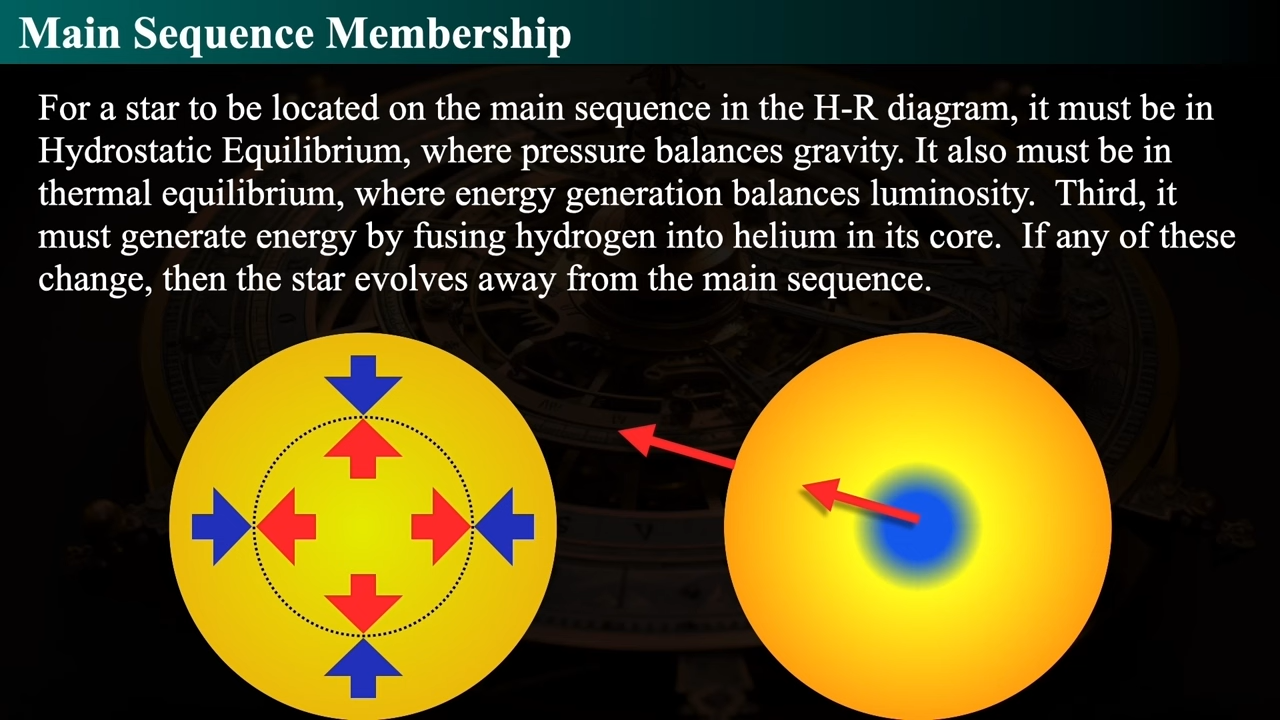 Main Sequence Membership
For a star to be located on the main sequence in the H-R diagram, it must be in
Hydrostatic Equilibrium, where pressure balances gravity. It also must be in
thermal equilibrium, where energy generation balances luminosity.  Third, it
must generate energy by fusing hydrogen into helium in its core.  If any of these
change, then the star evolves away from the main sequence.